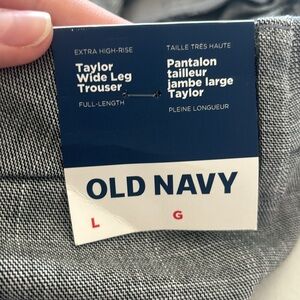 EXTRA HIGH-RISE
Taylor
Wide Leg
Trouser
FULL-LENGTH
TAILLE TRÈS HAUTE
Pantalon
tailleur
jambe large
Taylor
PLEINE LONGUEUR
OLD NAVY
L G